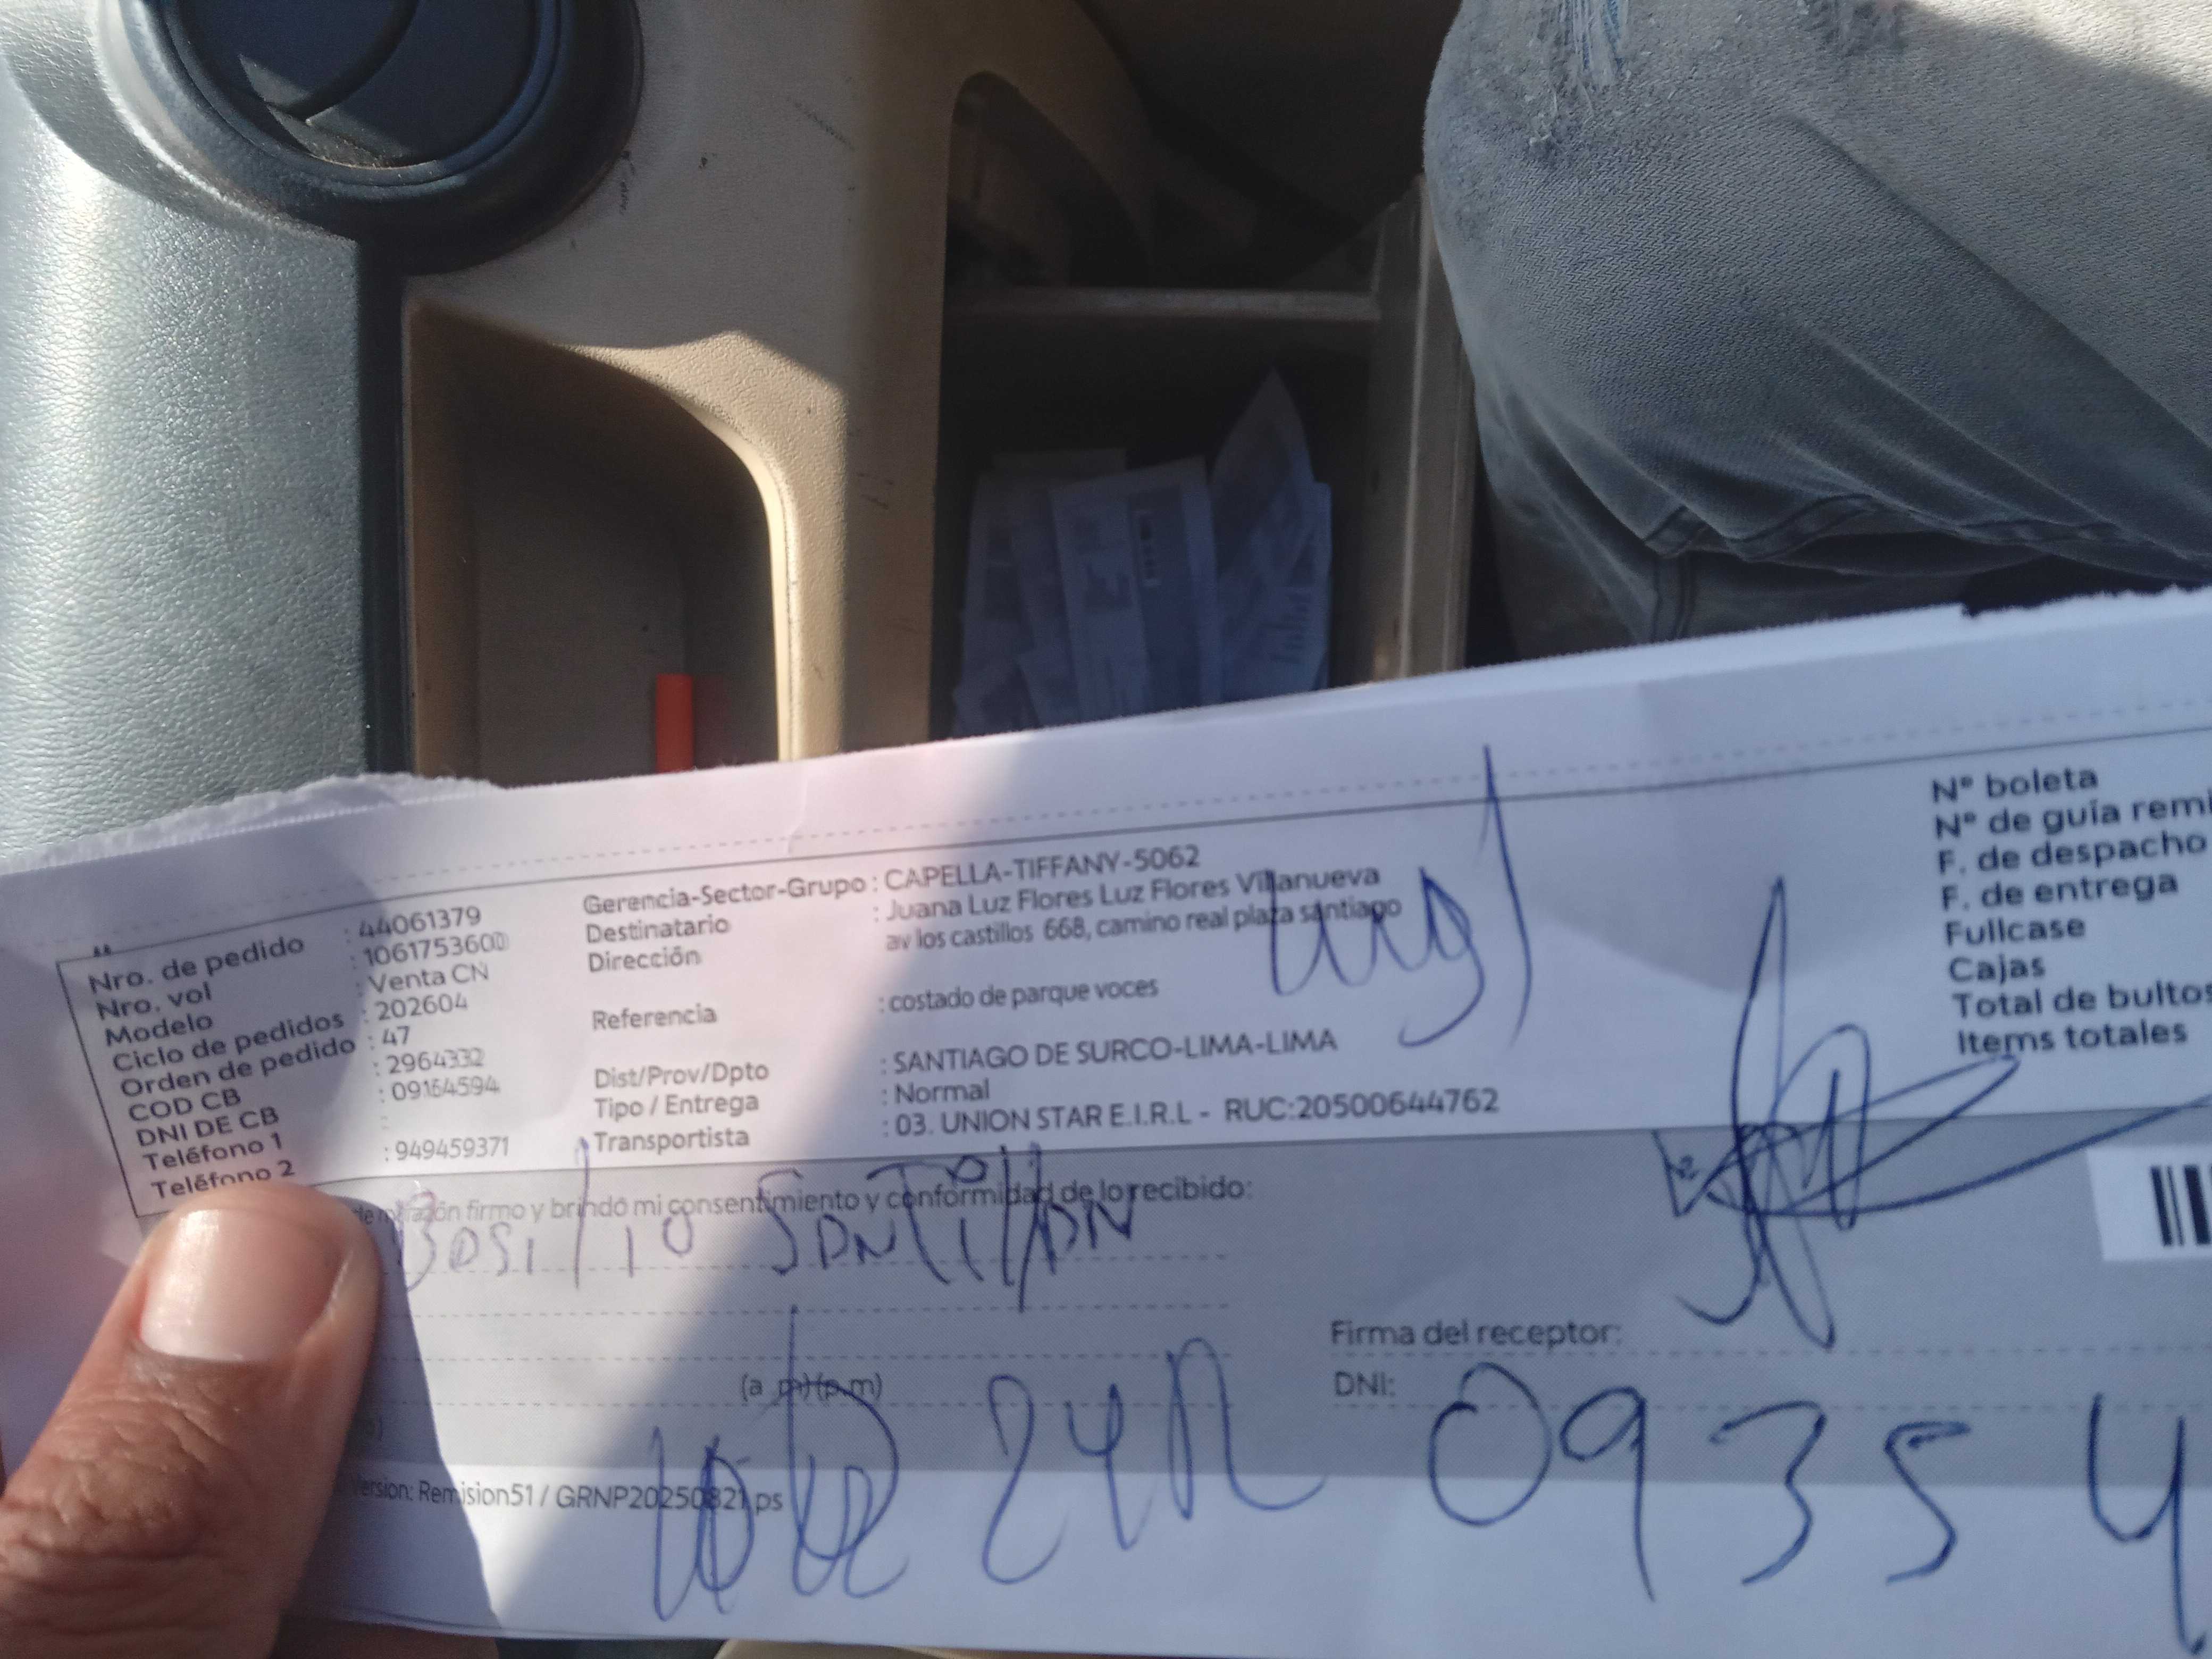 Nro. de pedido : 44061379
Nro. vol : 1061753600
Modelo : Venta CN
Ciclo de pedidos : 202604
Orden de pedido : 47
COD CB : 2964332
DNI DE CB : 09164594
Teléfono 1 :
Teléfono 2 : 949459371
Gerencia-Sector-Grupo : CAPELLA-TIFFANY-5062
Destinatario : Juana Luz Flores Luz Flores Villanueva
Dirección av los castillos 668, camino real plaza santiago
Referencia : costado de parque voces
Dist/Prov/Dpto : SANTIAGO DE SURCO-LIMA-LIMA
Tipo / Entrega : Normal
Transportista : 03. UNION STAR E.I.R.L - RUC:20500644762
N° boleta
N° de guía remi
F. de despacho
F. de entrega
Fullcase
Cajas
Total de bultos
Items totales
firmo y brindo mi consentimiento y conformidad de lo recibido:
Bosilio SANTillAN
Firma del receptor:
(a.m)(p.m)
DNI:
09354
Version: Remision51 / GRNP20250821.ps